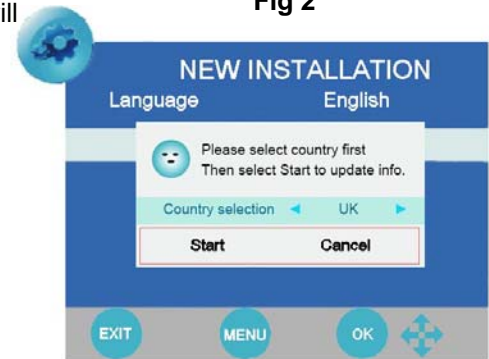 ill
Fig 2
NEW INSTALLATION
Language English
Please select country first
Then select Start to update info.
Country selection UK
Start Cancel
EXIT MENU OK